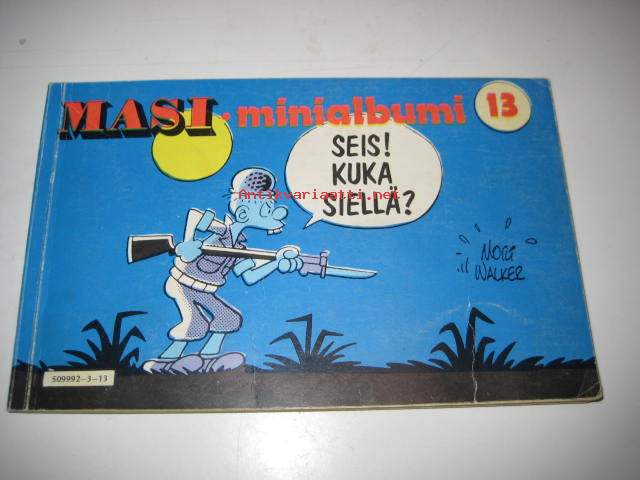 MASI • minialbumi 13
SEIS!
KUKA
SIELLÄ?
Antikvariaatti.net
MORT
WALKER
509992-3-13